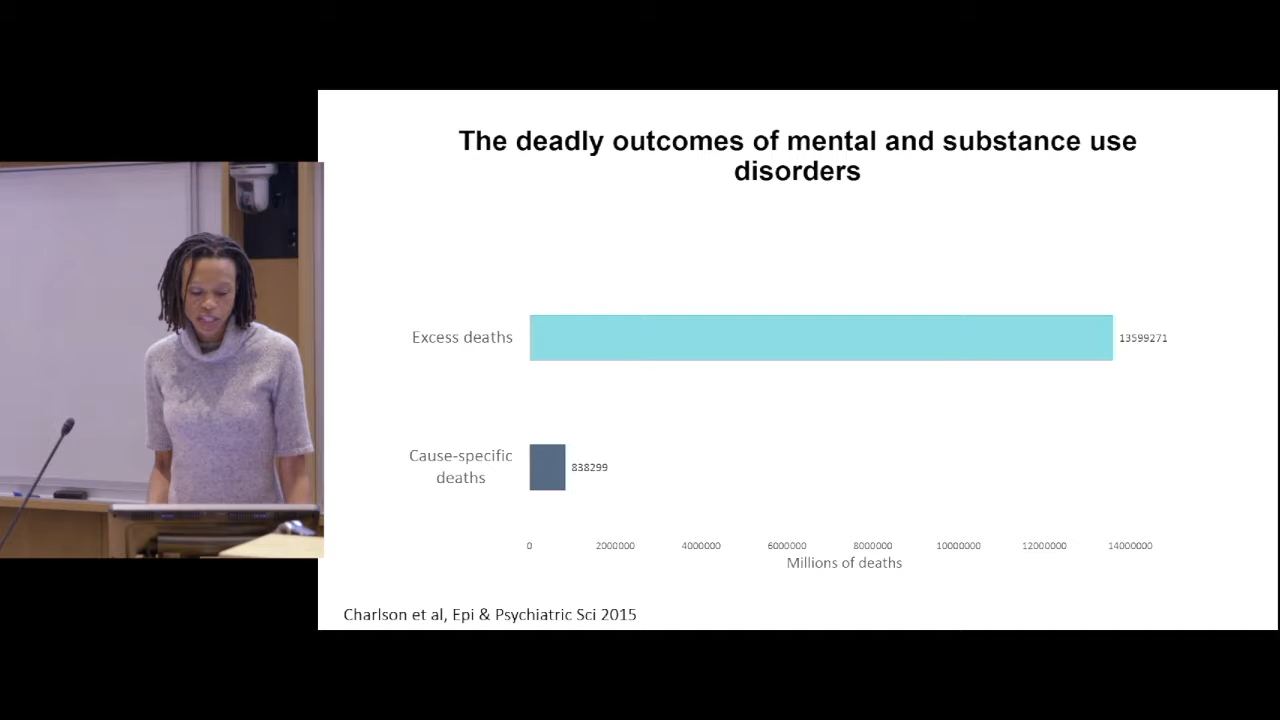 The deadly outcomes of mental and substance use
disorders
Excess deaths
13599271
Cause-specific
deaths
838299
0 2000000 4000000 6000000 8000000 10000000 12000000 14000000
Millions of deaths
Charlson et al, Epi & Psychiatric Sci 2015